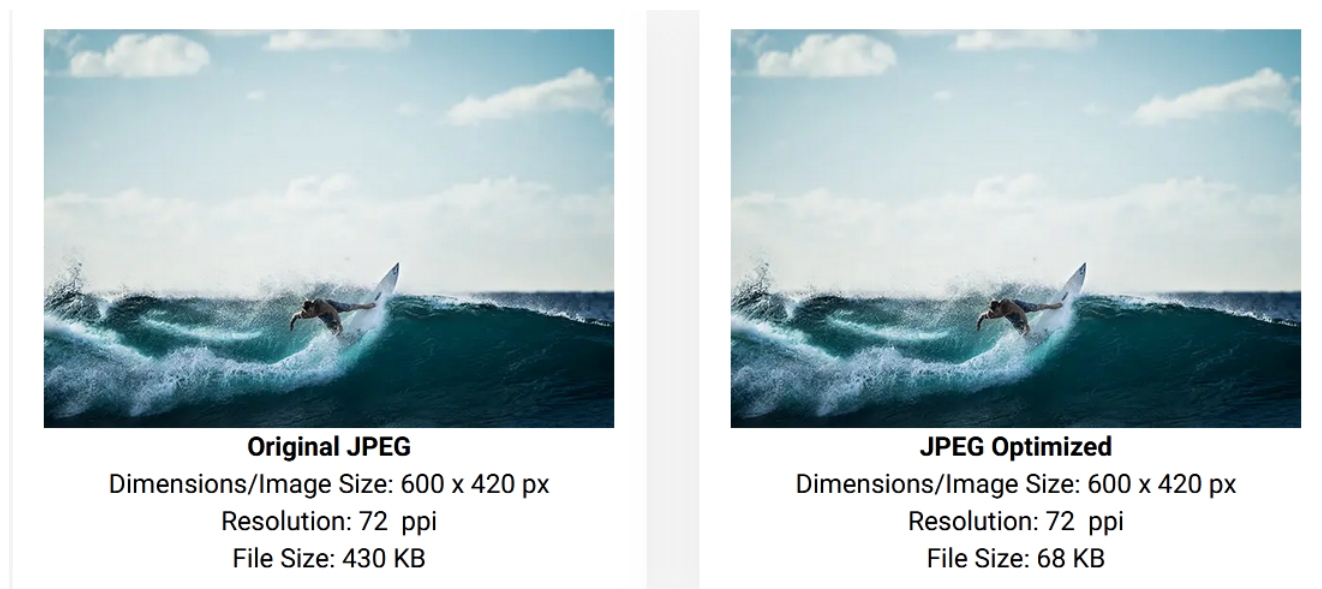 Original JPEG
Dimensions/Image Size: 600 x 420 px
Resolution: 72  ppi
File Size: 430 KB
JPEG Optimized
Dimensions/Image Size: 600 x 420 px
Resolution: 72  ppi
File Size: 68 KB